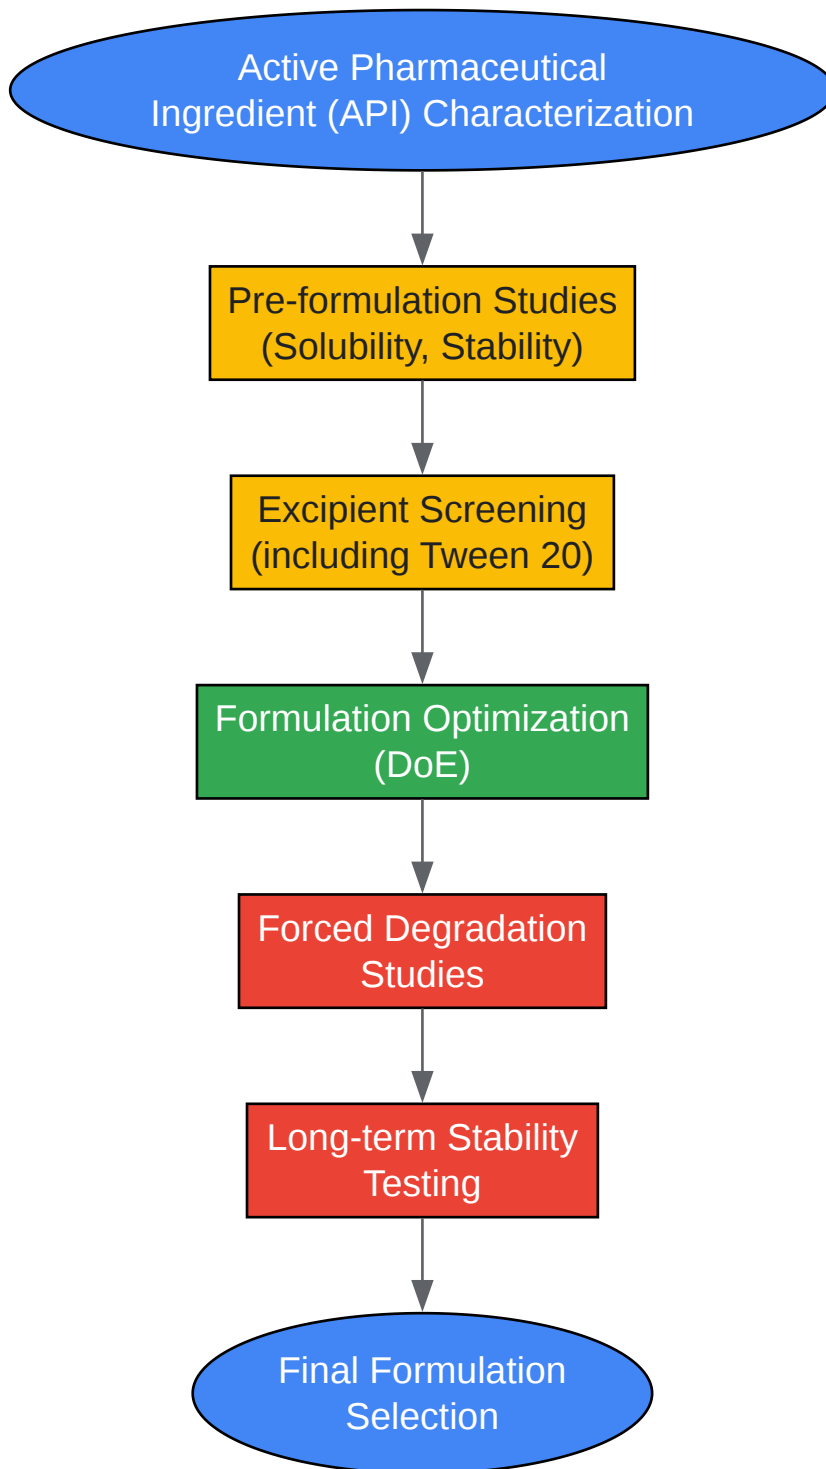 Active Pharmaceutical
Ingredient (API) Characterization
Pre-formulation Studies
(Solubility, Stability)
Excipient Screening
(including Tween 20)
Formulation Optimization
(DoE)
Forced Degradation
Studies
Long-term Stability
Testing
Final Formulation
Selection